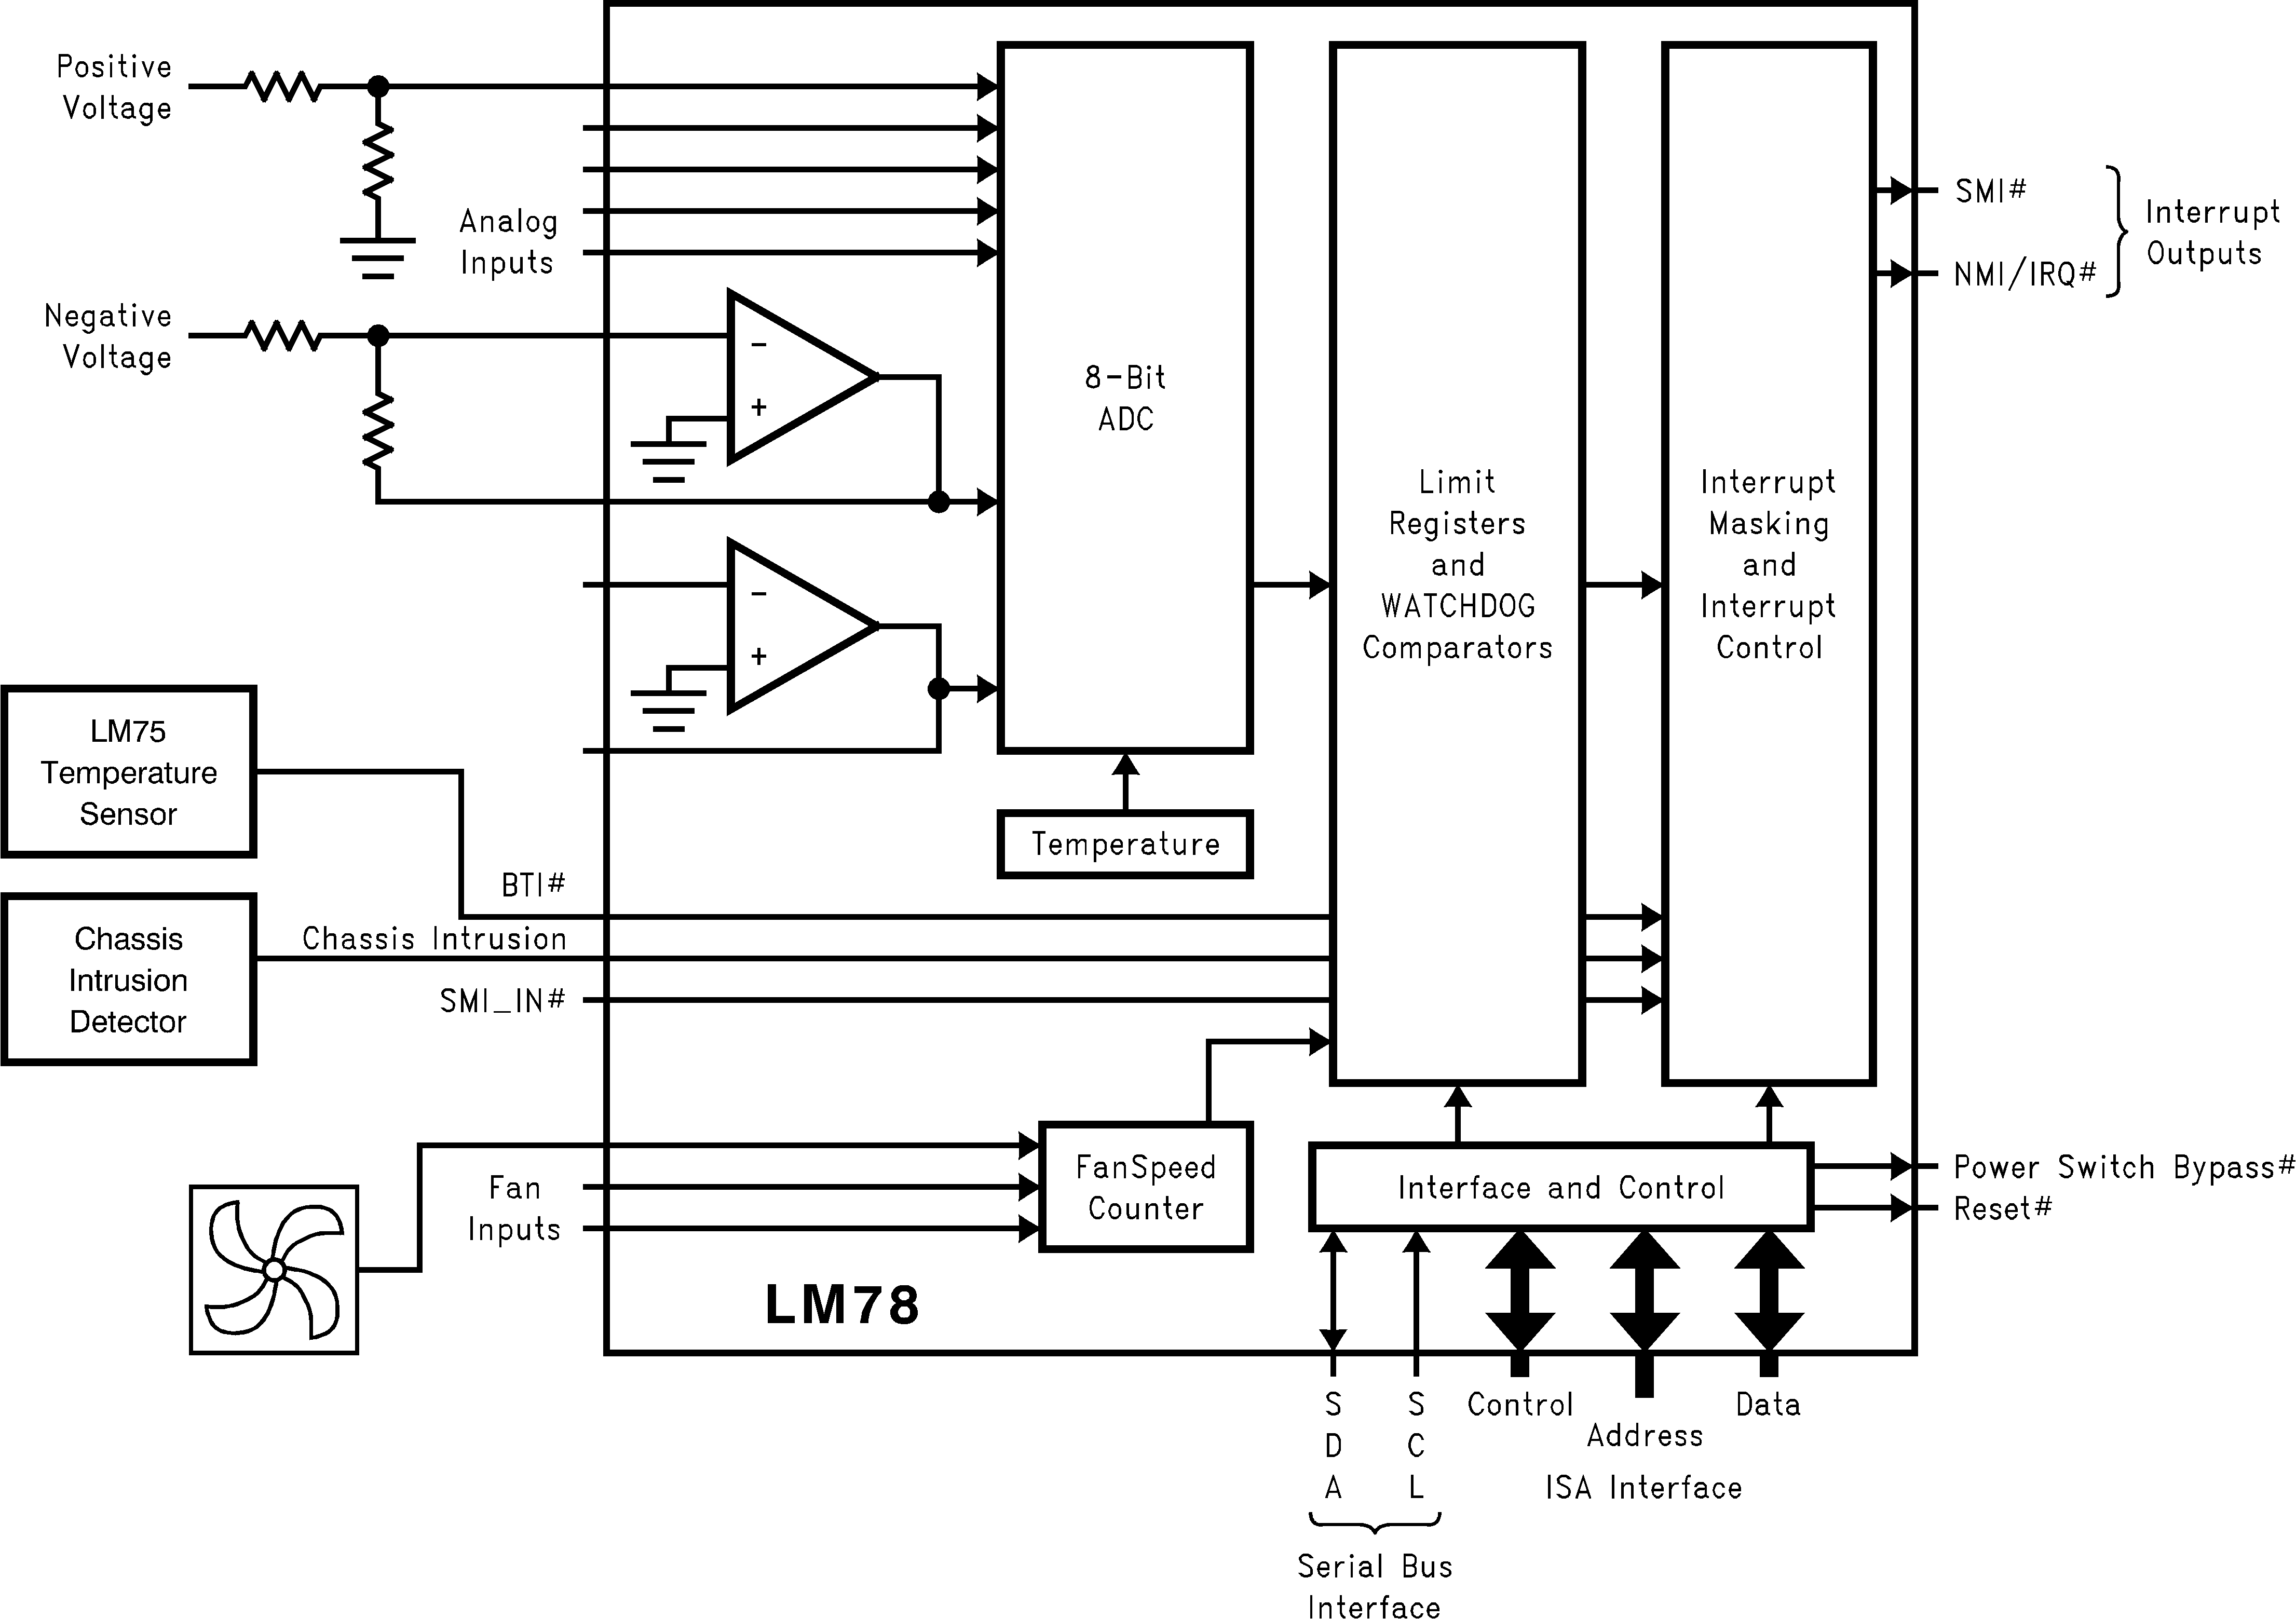 Positive
Voltage
Analog
Inputs
Negative
Voltage
-
+
-
+
8-Bit
ADC
Limit
Registers
and
WATCHDOG
Comparators
Interrupt
Masking
and
Interrupt
Control
SMI#
NMI/IRQ#
Interrupt
Outputs
LM75
Temperature
Sensor
Temperature
BTI#
Chassis
Intrusion
Detector
Chassis Intrusion
SMI_IN#
Fan
Inputs
FanSpeed
Counter
Interface and Control
Power Switch Bypass#
Reset#
LM78
SDA
SCL
Control
Address
Data
ISA Interface
Serial Bus
Interface